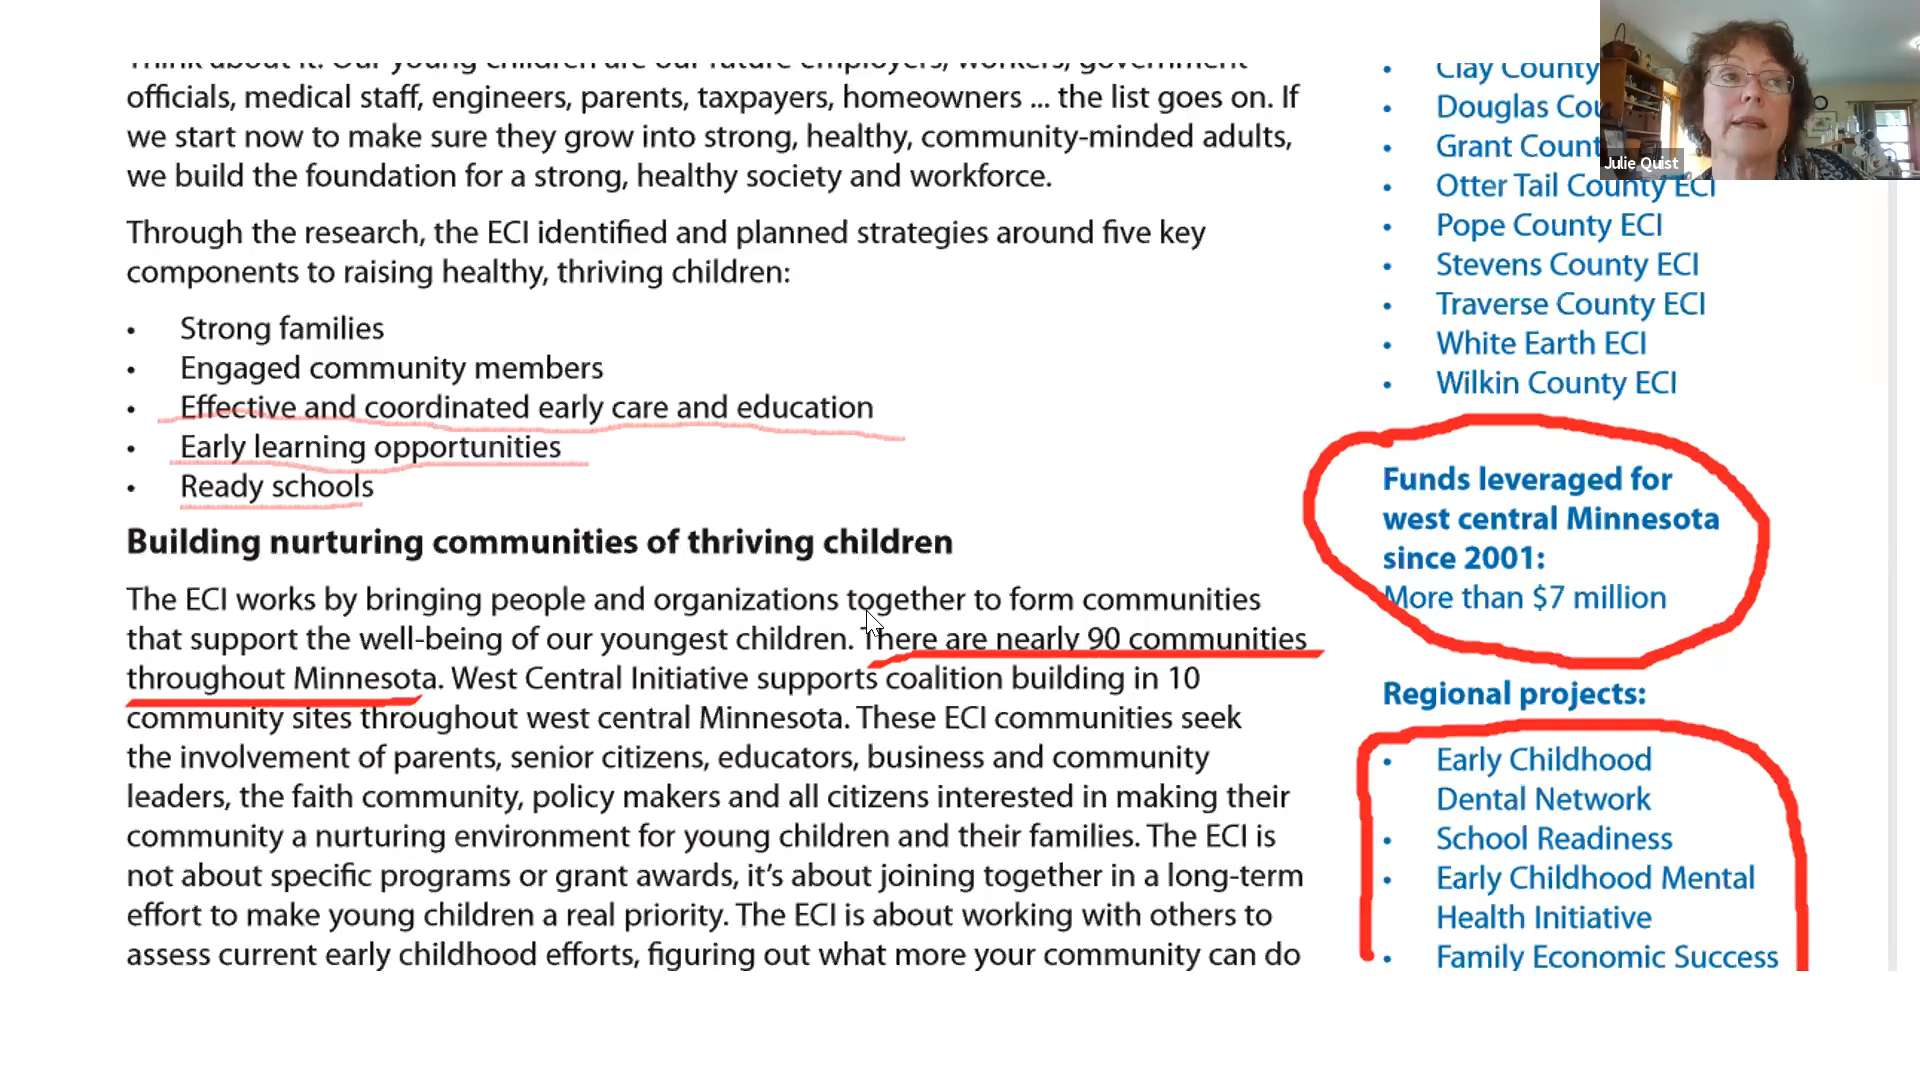 Think about it. Our young children are our future employers, workers, government
officials, medical staff, engineers, parents, taxpayers, homeowners ... the list goes on. If
we start now to make sure they grow into strong, healthy, community-minded adults,
we build the foundation for a strong, healthy society and workforce.
Through the research, the ECI identified and planned strategies around five key
components to raising healthy, thriving children:
• Strong families
• Engaged community members
• Effective and coordinated early care and education
• Early learning opportunities
• Ready schools
Building nurturing communities of thriving children
The ECI works by bringing people and organizations together to form communities
that support the well-being of our youngest children. There are nearly 90 communities
throughout Minnesota. West Central Initiative supports coalition building in 10
community sites throughout west central Minnesota. These ECI communities seek
the involvement of parents, senior citizens, educators, business and community
leaders, the faith community, policy makers and all citizens interested in making their
community a nurturing environment for young children and their families. The ECI is
not about specific programs or grant awards, it's about joining together in a long-term
effort to make young children a real priority. The ECI is about working with others to
assess current early childhood efforts, figuring out what more your community can do
• Clay County
• Douglas Cou
• Grant Count
• Otter Tail County ECI
• Pope County ECI
• Stevens County ECI
• Traverse County ECI
• White Earth ECI
• Wilkin County ECI
Funds leveraged for
west central Minnesota
since 2001:
More than $7 million
Regional projects:
• Early Childhood
Dental Network
• School Readiness
• Early Childhood Mental
Health Initiative
• Family Economic Success
Julie Quist